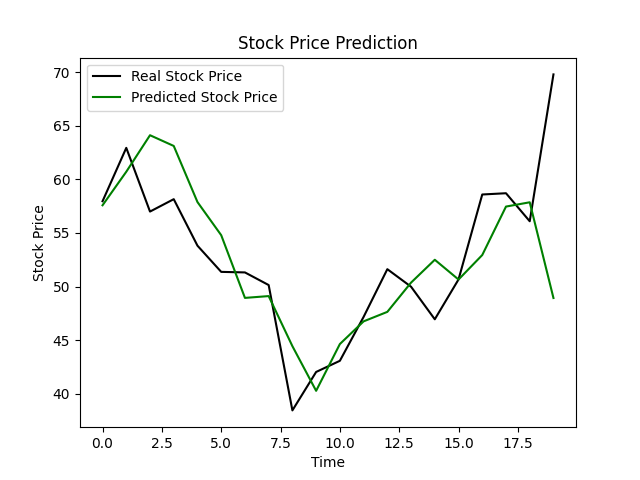 Stock Price Prediction
Real Stock Price
Predicted Stock Price
Stock Price
70
65
60
55
50
45
40
0.0 2.5 5.0 7.5 10.0 12.5 15.0 17.5
Time